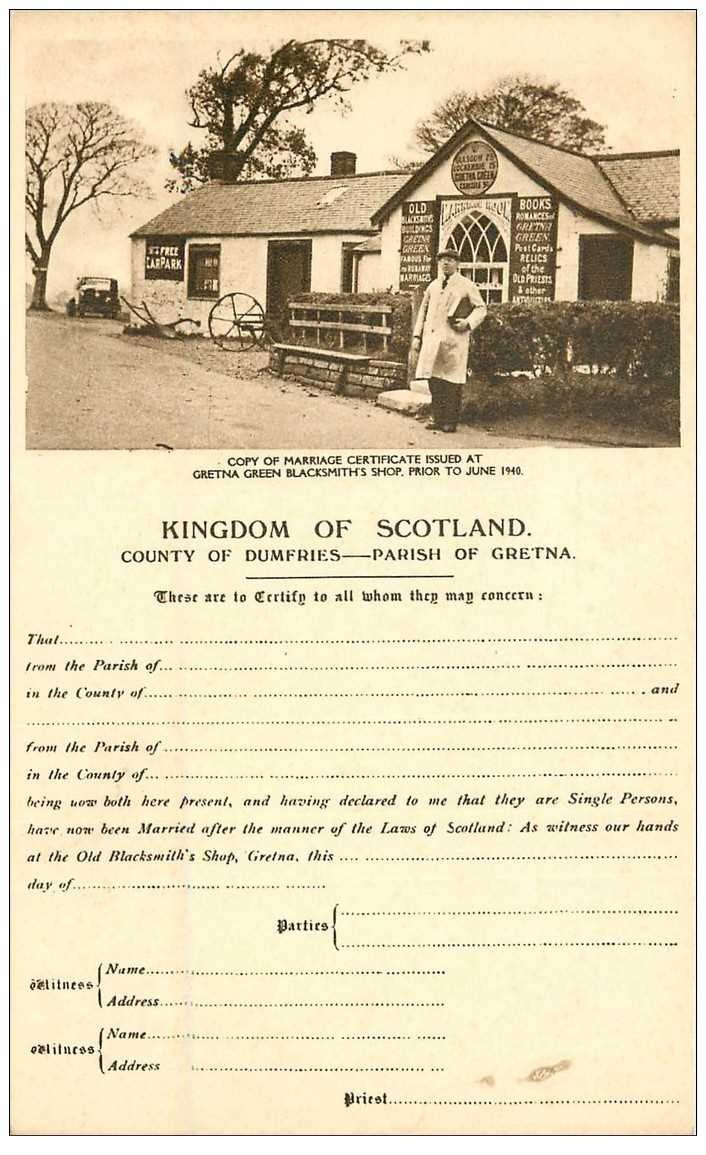 FREE
CAR PARK
OLD
BLACKSMITHS
BUILDINGS
GRETNA
GREEN
FAMOUS for
RUNAWAY
MARRIAGES
GRETNA GREEN
MARRIAGE ROOM
BOOKS
ROMANCES of
GRETNA
GREEN
Post Cards
RELICS
of the
OLD PRIESTS
& other
ANTIQUITIES
COPY OF MARRIAGE CERTIFICATE ISSUED AT
GRETNA GREEN BLACKSMITH'S SHOP, PRIOR TO JUNE 1940.
KINGDOM OF SCOTLAND.
COUNTY OF DUMFRIES—PARISH OF GRETNA.
These are to Certify to all whom they may concern:
That
from the Parish of
in the County of and
from the Parish of
in the County of
being now both here present, and having declared to me that they are Single Persons,
have now been Married after the manner of the Laws of Scotland: As witness our hands
at the Old Blacksmith's Shop, Gretna, this
day of
Parties
Witness
Name
Address
Witness
Name
Address
Priest